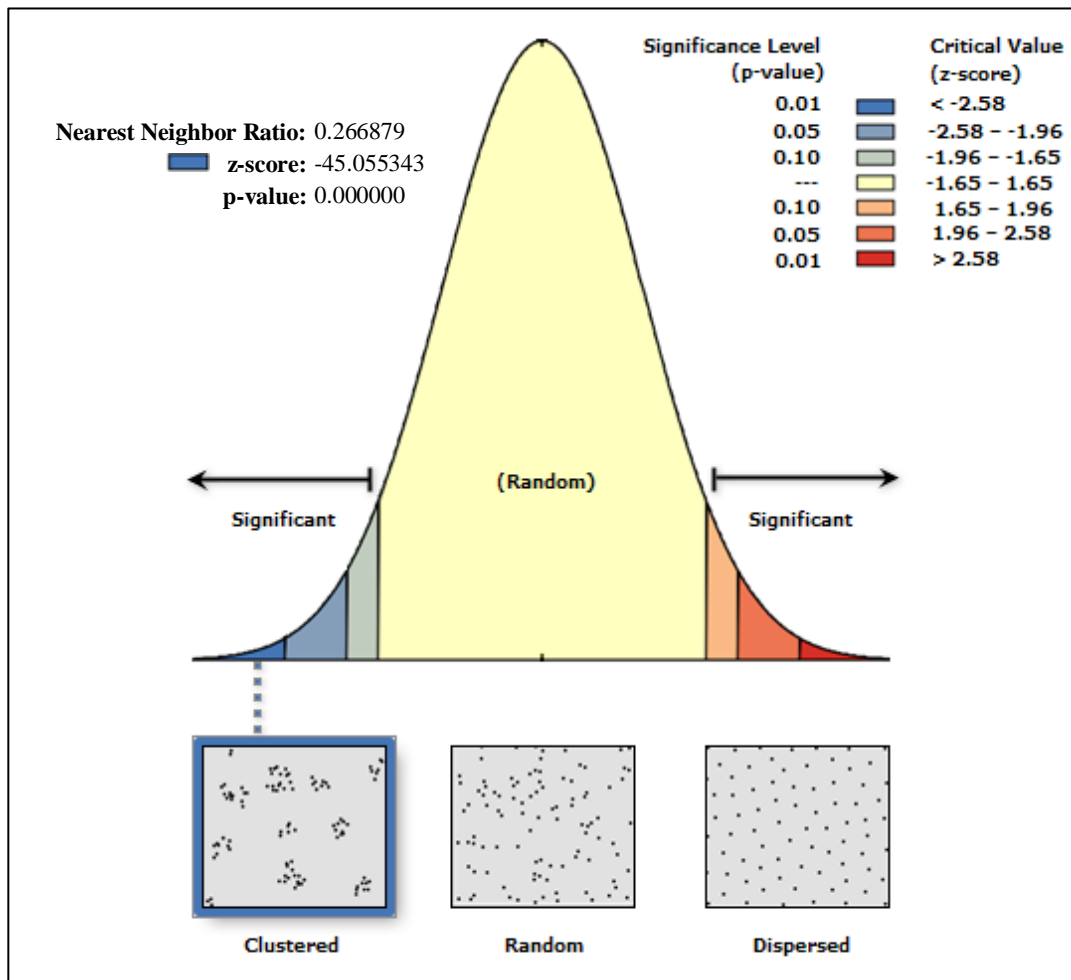 Nearest Neighbor Ratio: 0.266879
z-score: -45.055343
p-value: 0.000000
Significance Level
(p-value)
Critical Value
(z-score)
0.01 < -2.58
0.05 -2.58 – -1.96
0.10 -1.96 – -1.65
--- -1.65 – 1.65
0.10 1.65 – 1.96
0.05 1.96 – 2.58
0.01 > 2.58
(Random)
Significant
Significant
Clustered
Random
Dispersed